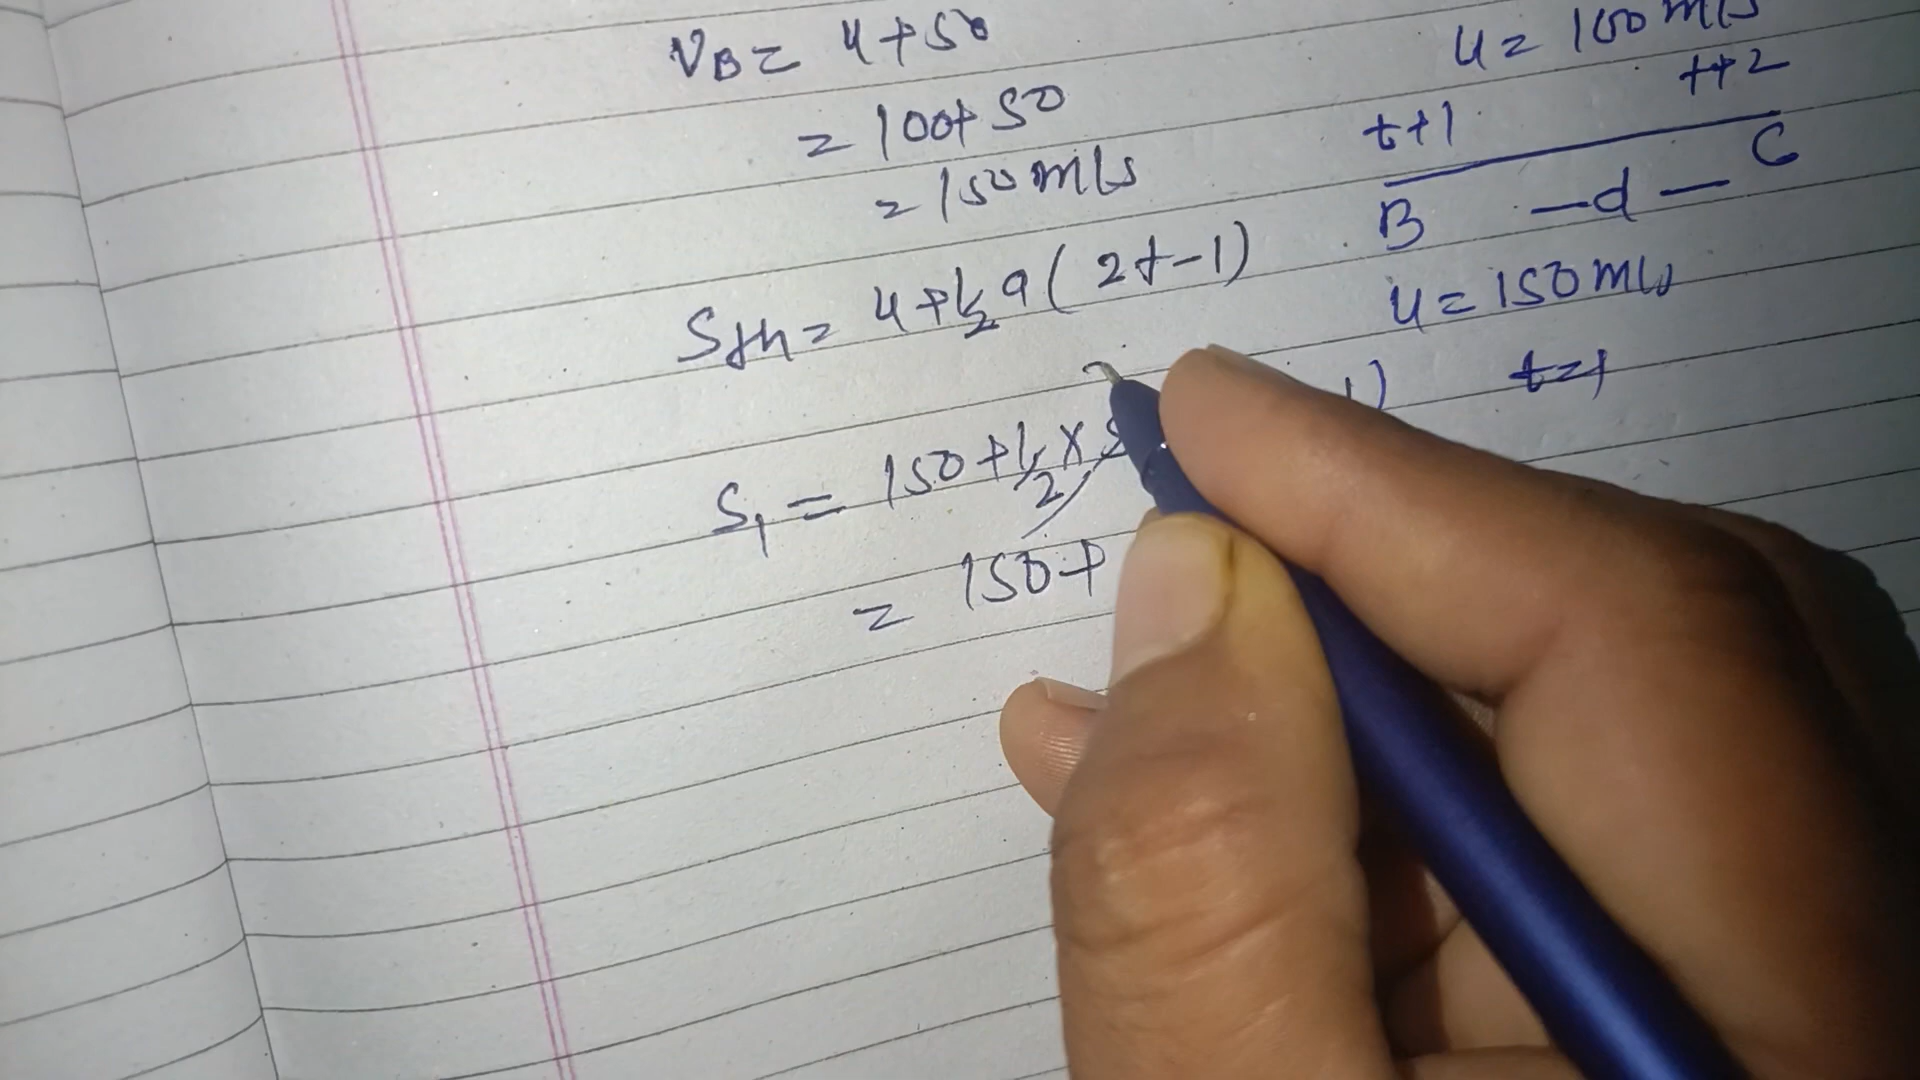 VB = u + 50
= 100 + 50
= 150 m/s
Sth = u + 1/2 a ( 2t - 1)
S1 = 150 + 1/2 x
= 150 +
u = 100 m/s
t+1 t+2
B — d — C
u = 150 m/s
t = 1